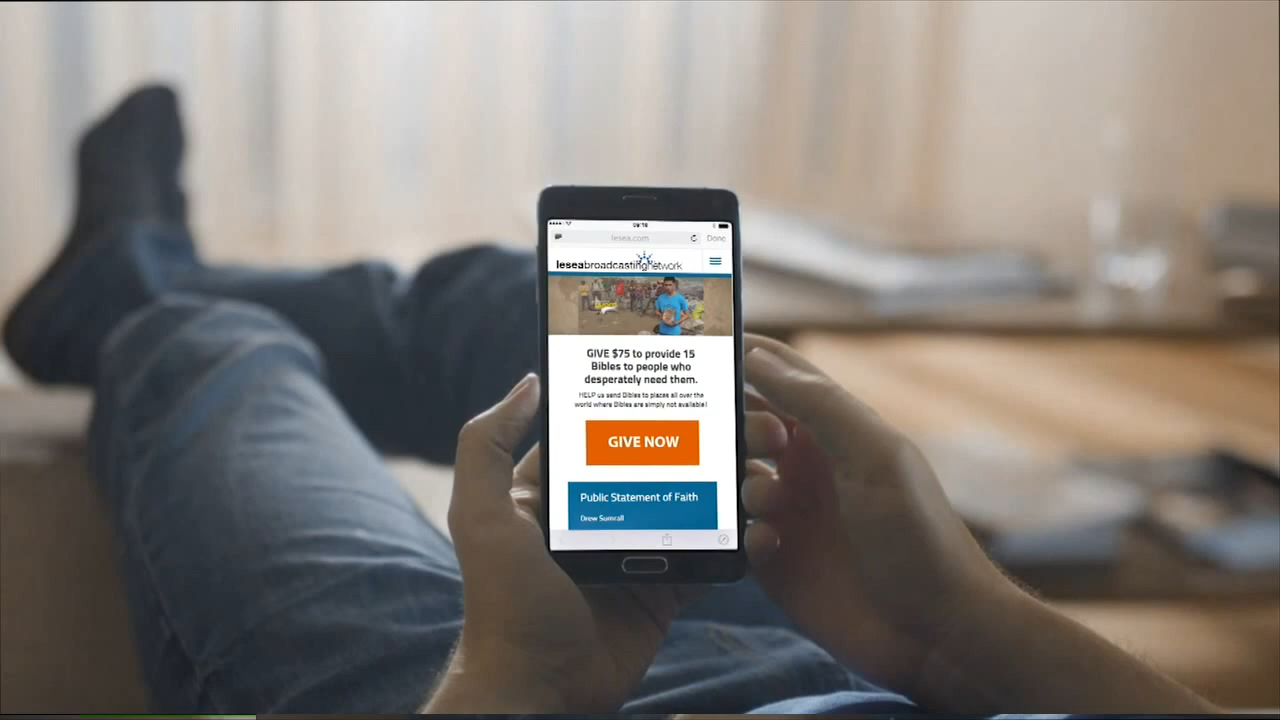 09:16
lesea.com
Done
leseabroadcastingnetwork
GIVE $75 to provide 15
Bibles to people who
desperately need them.
HELP us send Bibles to places all over the
world where Bibles are simply not available!
GIVE NOW
Public Statement of Faith
Drew Sumrall